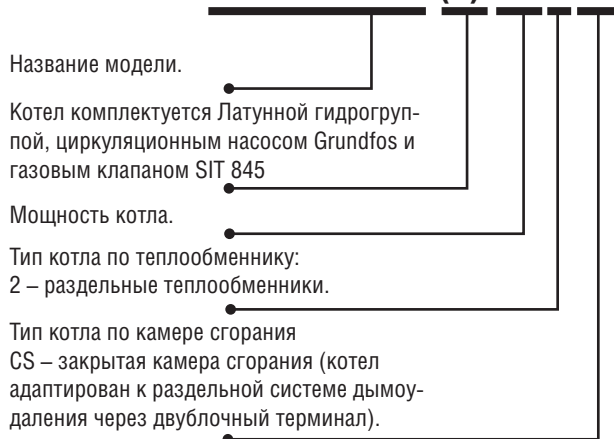 Название модели.
Котел комплектуется Латунной гидрогруп-
пой, циркуляционным насосом Grundfos и
газовым клапаном SIT 845
Мощность котла.
Тип котла по теплообменнику:
2 – раздельные теплообменники.
Тип котла по камере сгорания
CS – закрытая камера сгорания (котел
адаптирован к раздельной системе дымоу-
даления через двублочный терминал).